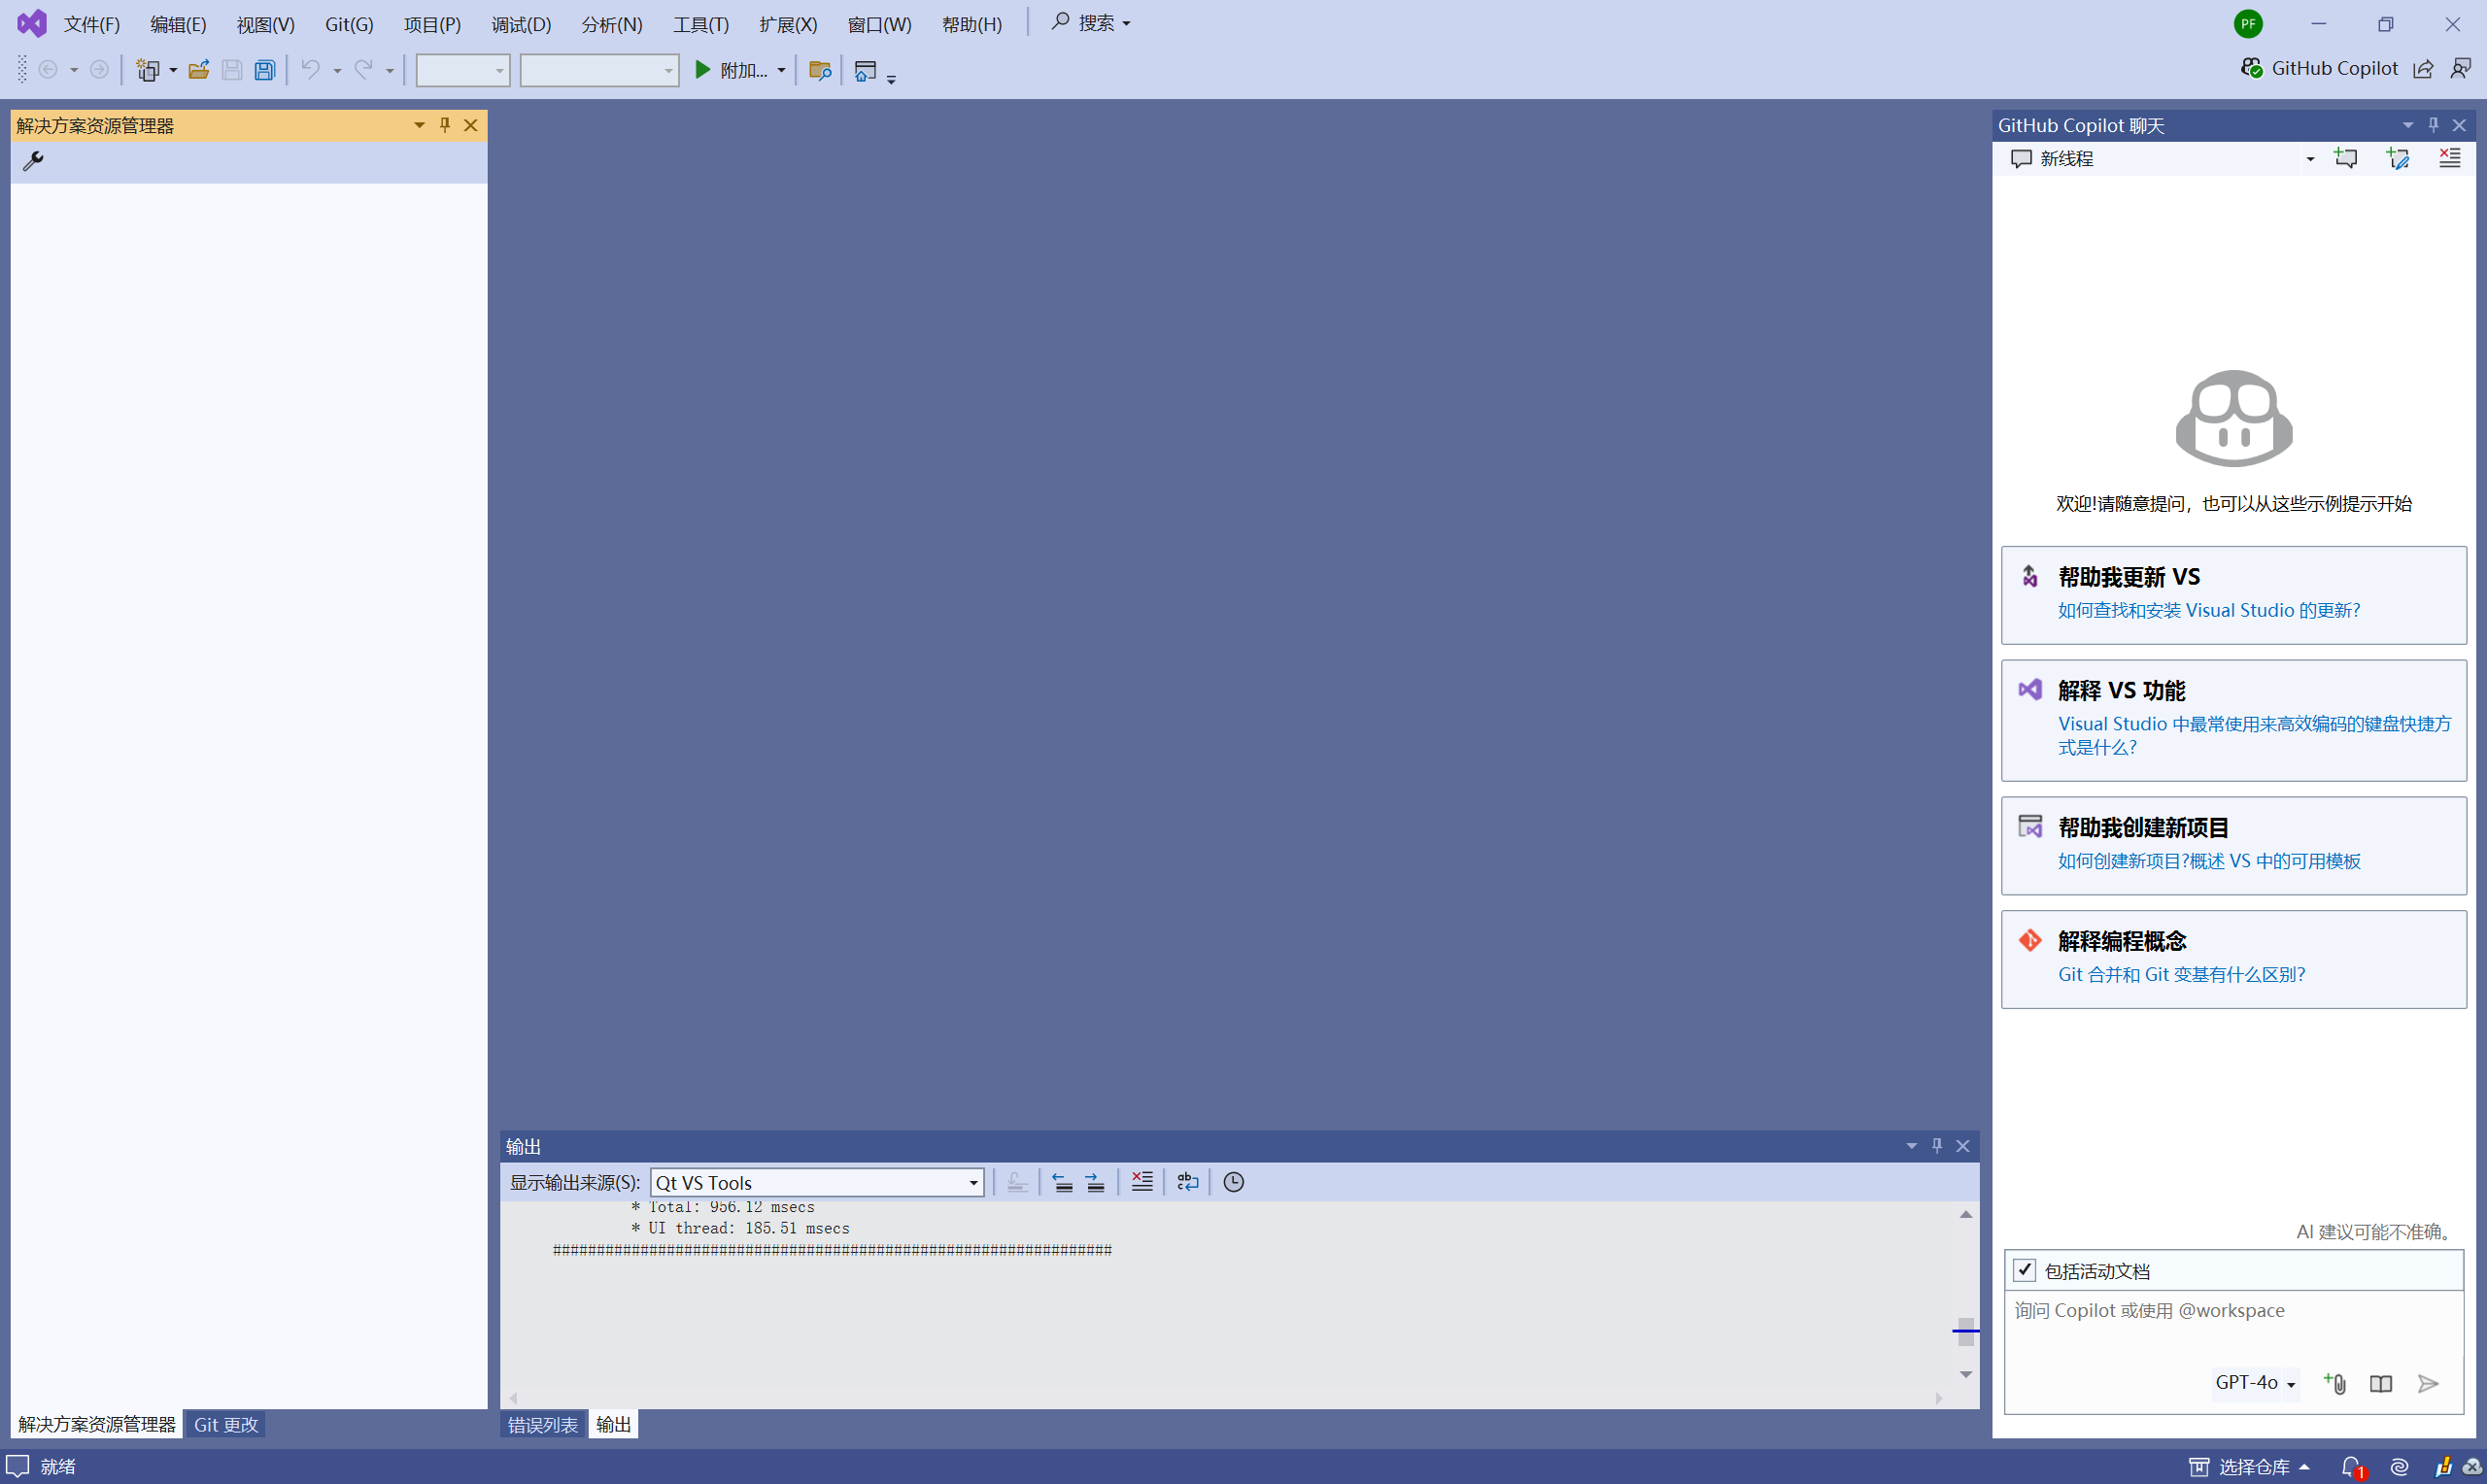 文件(F) 编辑(E) 视图(V) Git(G) 项目(P) 调试(D) 分析(N) 工具(T) 扩展(X) 窗口(W) 帮助(H) 搜索 PF
附加... GitHub Copilot
解决方案资源管理器
GitHub Copilot 聊天
新线程
欢迎!请随意提问，也可以从这些示例提示开始
帮助我更新 VS
如何查找和安装 Visual Studio 的更新?
解释 VS 功能
Visual Studio 中最常使用来高效编码的键盘快捷方
式是什么?
帮助我创建新项目
如何创建新项目?概述 VS 中的可用模板
解释编程概念
Git 合并和 Git 变基有什么区别?
输出
显示输出来源(S): Qt VS Tools
* Total: 956.12 msecs
* UI thread: 185.51 msecs
################################################################
AI 建议可能不准确。
包括活动文档
询问 Copilot 或使用 @workspace
GPT-4o
解决方案资源管理器 Git 更改
错误列表 输出
就绪
选择仓库 1